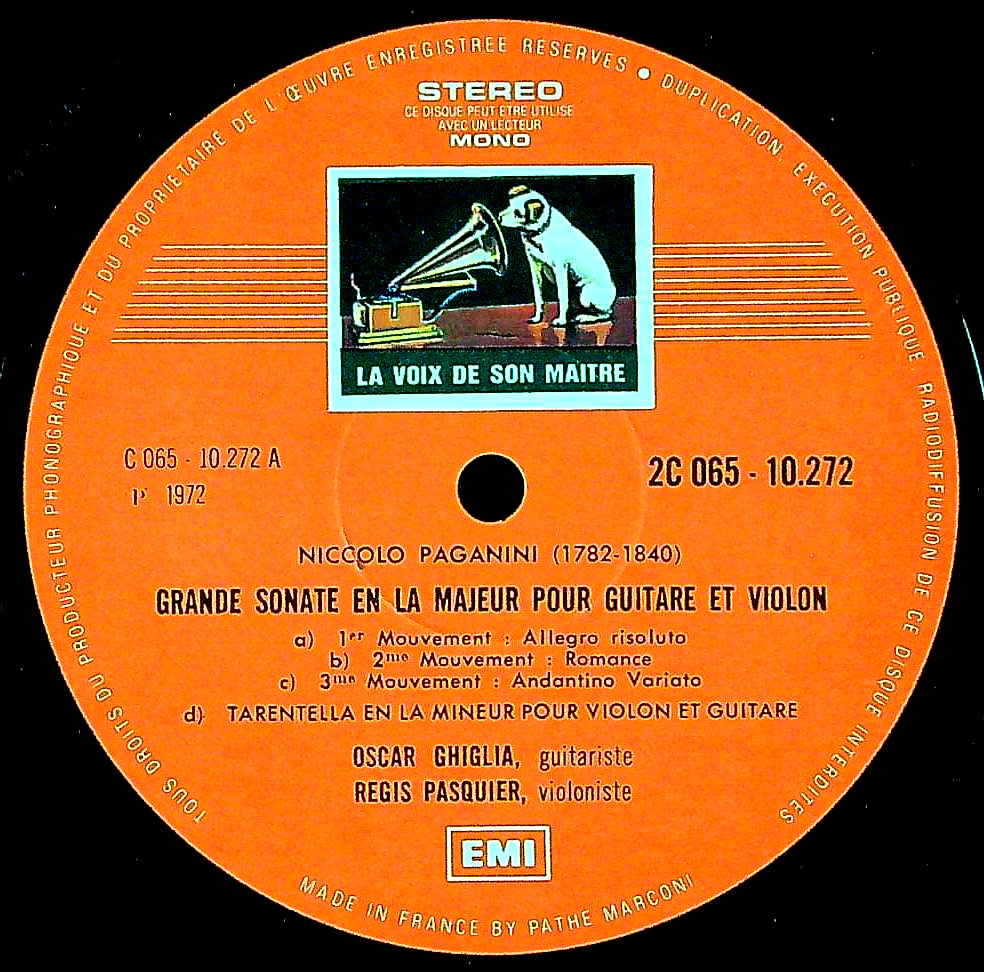 TOUS DROITS DU PRODUCTEUR PHONOGRAPHIQUE ET DU PROPRIETAIRE DE L'ŒUVRE ENREGISTREE RESERVES ● DUPLICATION, EXECUTION PUBLIQUE, RADIODIFFUSION DE CE DISQUE INTERDITES
STEREO
CE DISQUE PEUT ETRE UTILISE
AVEC UN LECTEUR
MONO
LA VOIX DE SON MAITRE
C 065 - 10.272 A
2C 065 - 10.272
P 1972
NICCOLO PAGANINI (1782-1840)
GRANDE SONATE EN LA MAJEUR POUR GUITARE ET VIOLON
a) 1er Mouvement : Allegro risoluto
b) 2me Mouvement : Romance
c) 3me Mouvement : Andantino Variato
d) TARENTELLA EN LA MINEUR POUR VIOLON ET GUITARE
OSCAR GHIGLIA, guitariste
REGIS PASQUIER, violoniste
EMI
MADE IN FRANCE BY PATHE MARCONI